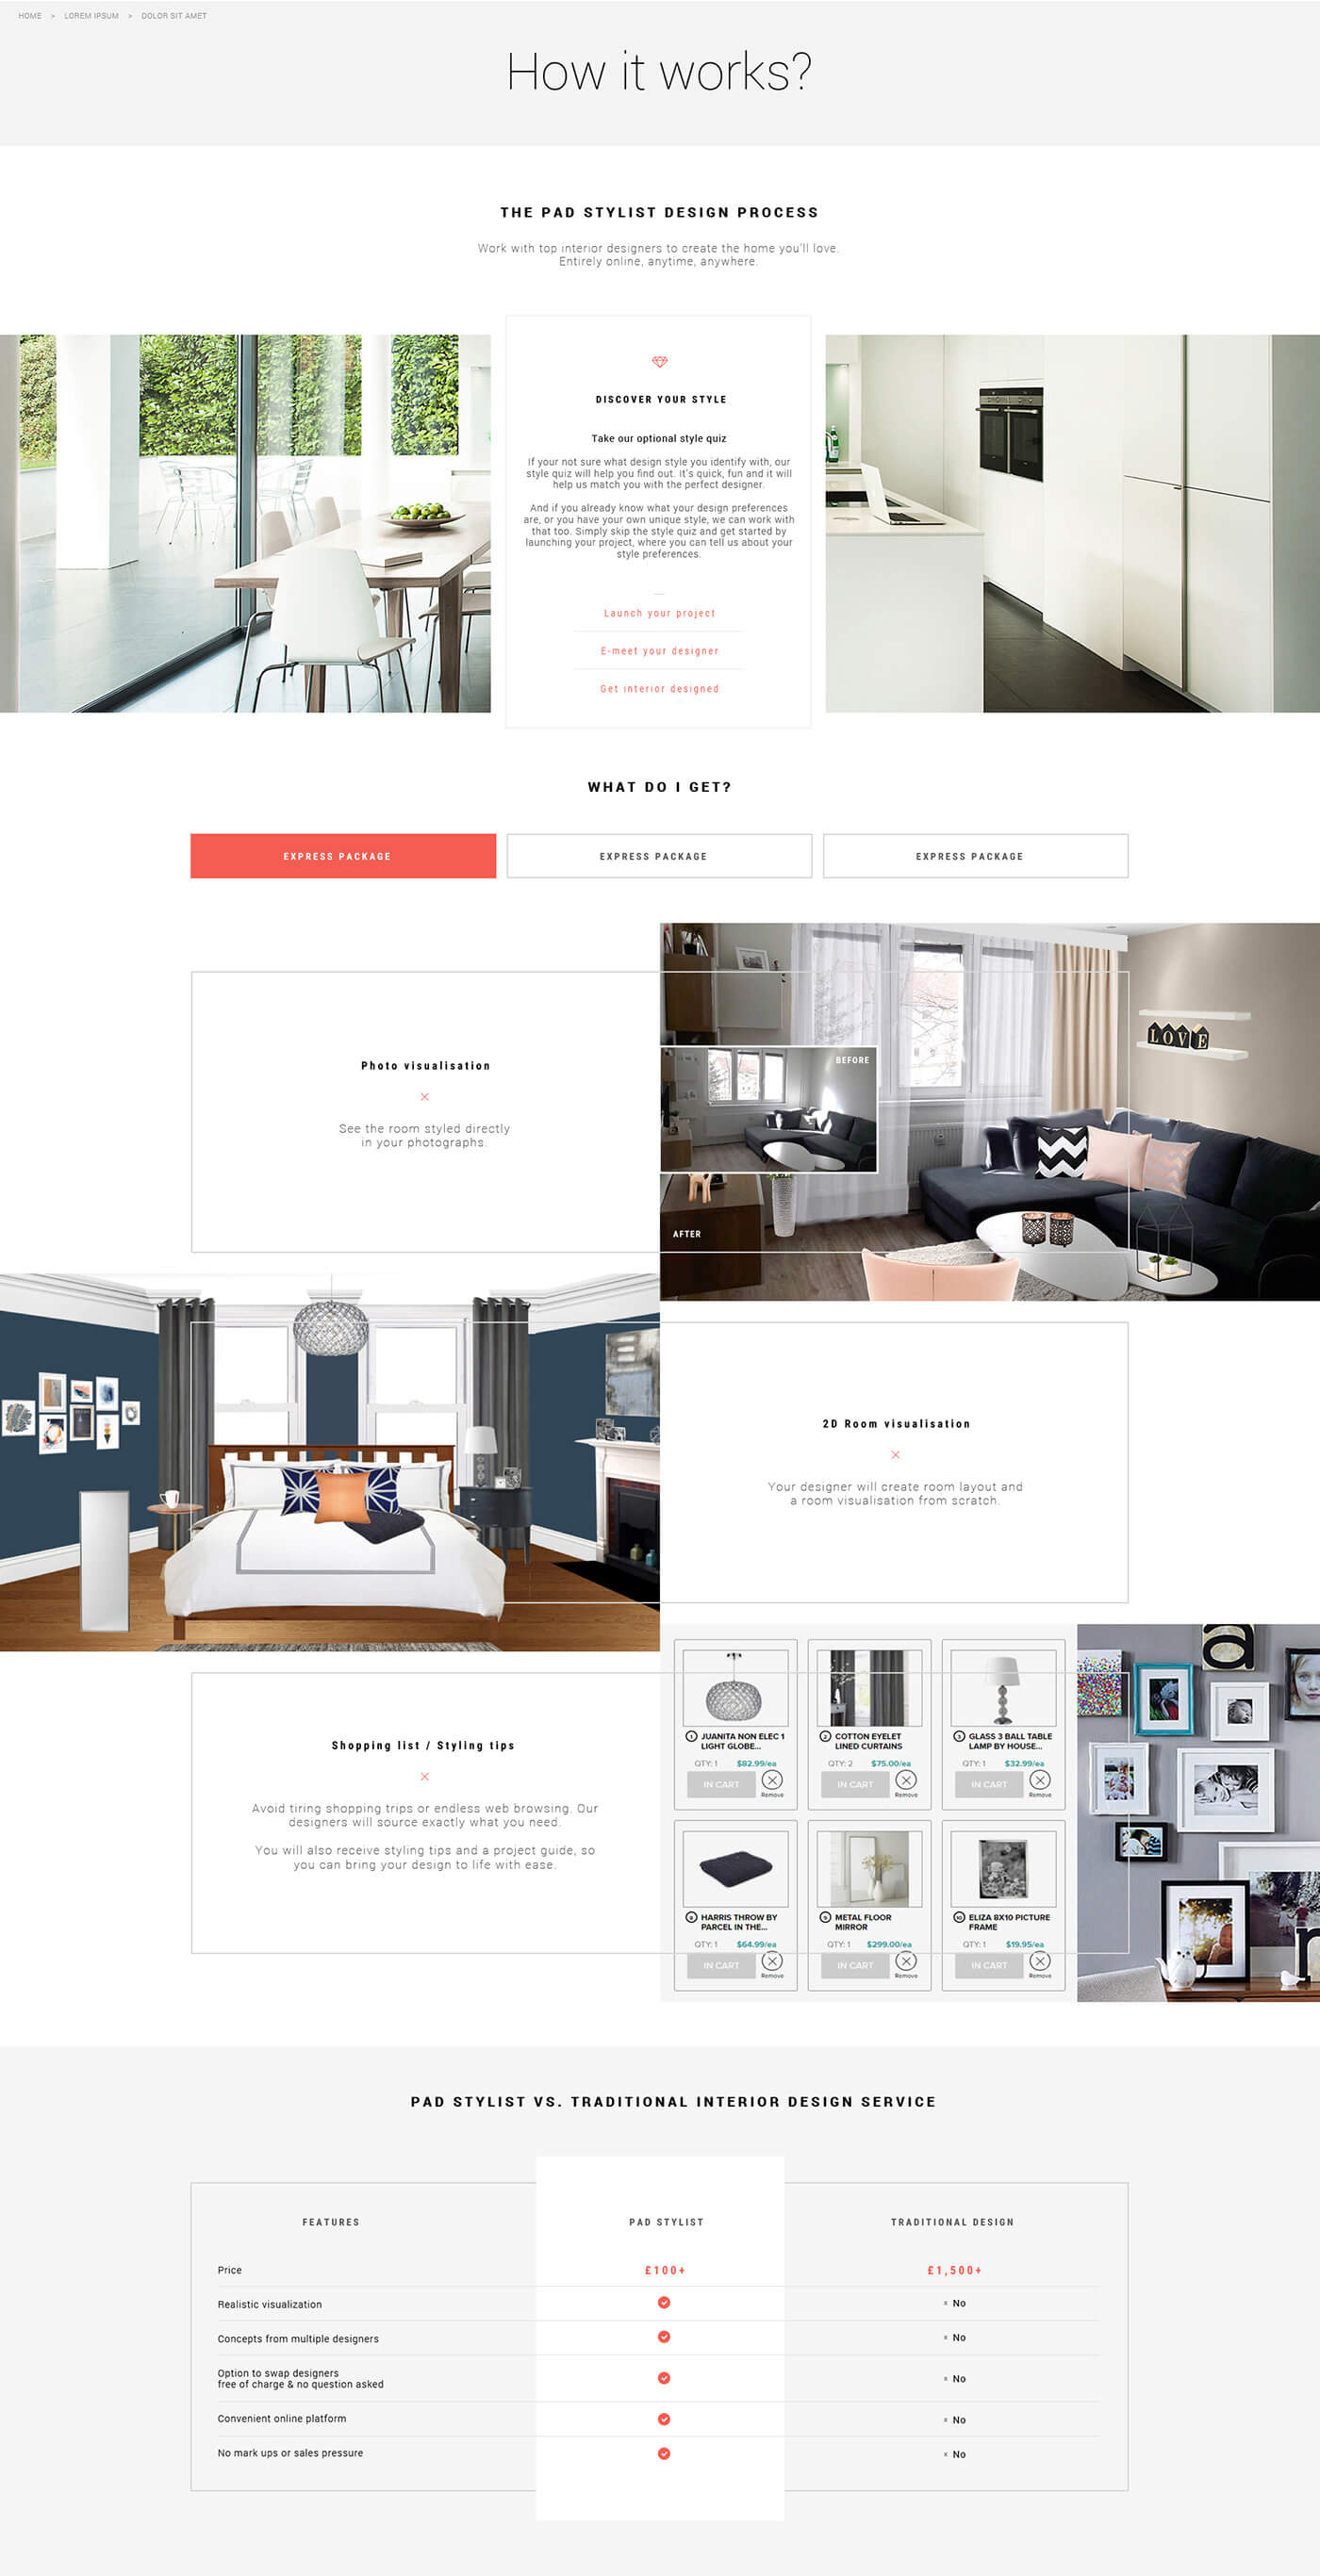 HOME > LOREM IPSUM > DOLOR SIT AMET
How it works?
THE PAD STYLIST DESIGN PROCESS
Work with top interior designers to create the home you'll love.
Entirely online, anytime, anywhere.
DISCOVER YOUR STYLE
Take our optional style quiz
If your not sure what design style you identify with, our
style quiz will help you find out. It's quick, fun and it will
help us match you with the perfect designer.
And if you already know what your design preferences
are, or you have your own unique style, we can work with
that too. Simply skip the style quiz and get started by
launching your project, where you can tell us about your
style preferences.
Launch your project
E-meet your designer
Get interior designed
WHAT DO I GET?
EXPRESS PACKAGE
EXPRESS PACKAGE
EXPRESS PACKAGE
Photo visualisation
See the room styled directly
in your photographs.
LOVE
BEFORE
AFTER
2D Room visualisation
Your designer will create room layout and
a room visualisation from scratch.
Shopping list / Styling tips
Avoid tiring shopping trips or endless web browsing. Our
designers will source exactly what you need.
You will also receive styling tips and a project guide, so
you can bring your design to life with ease.
1 JUANITA NON ELEC 1
LIGHT GLOBE...
QTY: 1 $82.99/ea
IN CART
Remove
2 COTTON EYELET
LINED CURTAINS
QTY: 2 $75.00/ea
IN CART
Remove
3 GLASS 3 BALL TABLE
LAMP BY HOUSE...
QTY: 1 $32.99/ea
IN CART
Remove
HARRIS THROW BY
PARCEL IN THE...
QTY: 1 $64.99/ea
IN CART
Remove
METAL FLOOR
MIRROR
QTY: 1 $299.00/ea
IN CART
Remove
10 ELIZA 8X10 PICTURE
FRAME
QTY: 1 $19.95/ea
IN CART
Remove
a
n
PAD STYLIST VS. TRADITIONAL INTERIOR DESIGN SERVICE
FEATURES PAD STYLIST TRADITIONAL DESIGN
Price £100+ £1,500+
Realistic visualization × No
Concepts from multiple designers × No
Option to swap designers
free of charge & no question asked × No
Convenient online platform × No
No mark ups or sales pressure × No